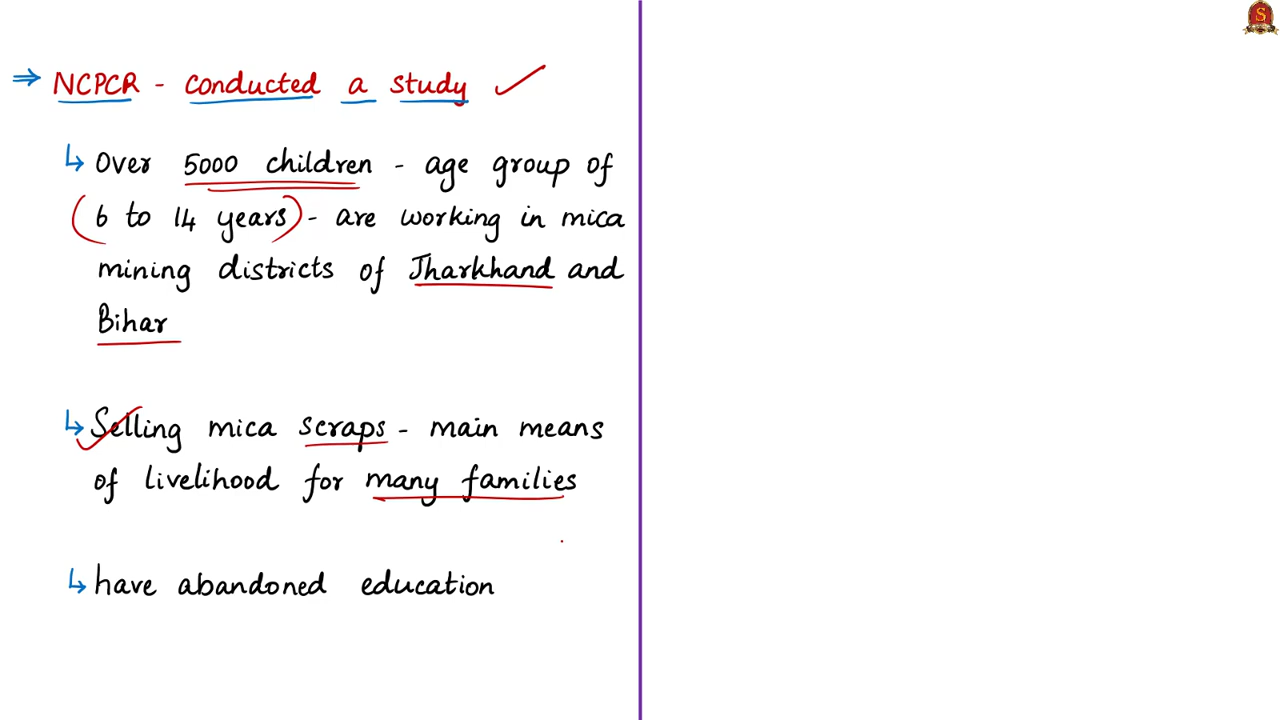 ⇒ NCPCR - conducted a study ✓
↳ Over 5000 children - age group of
(6 to 14 years) - are working in mica
mining districts of Jharkhand and
Bihar
↳ Selling mica scraps - main means
of livelihood for many families
↳ have abandoned education
S